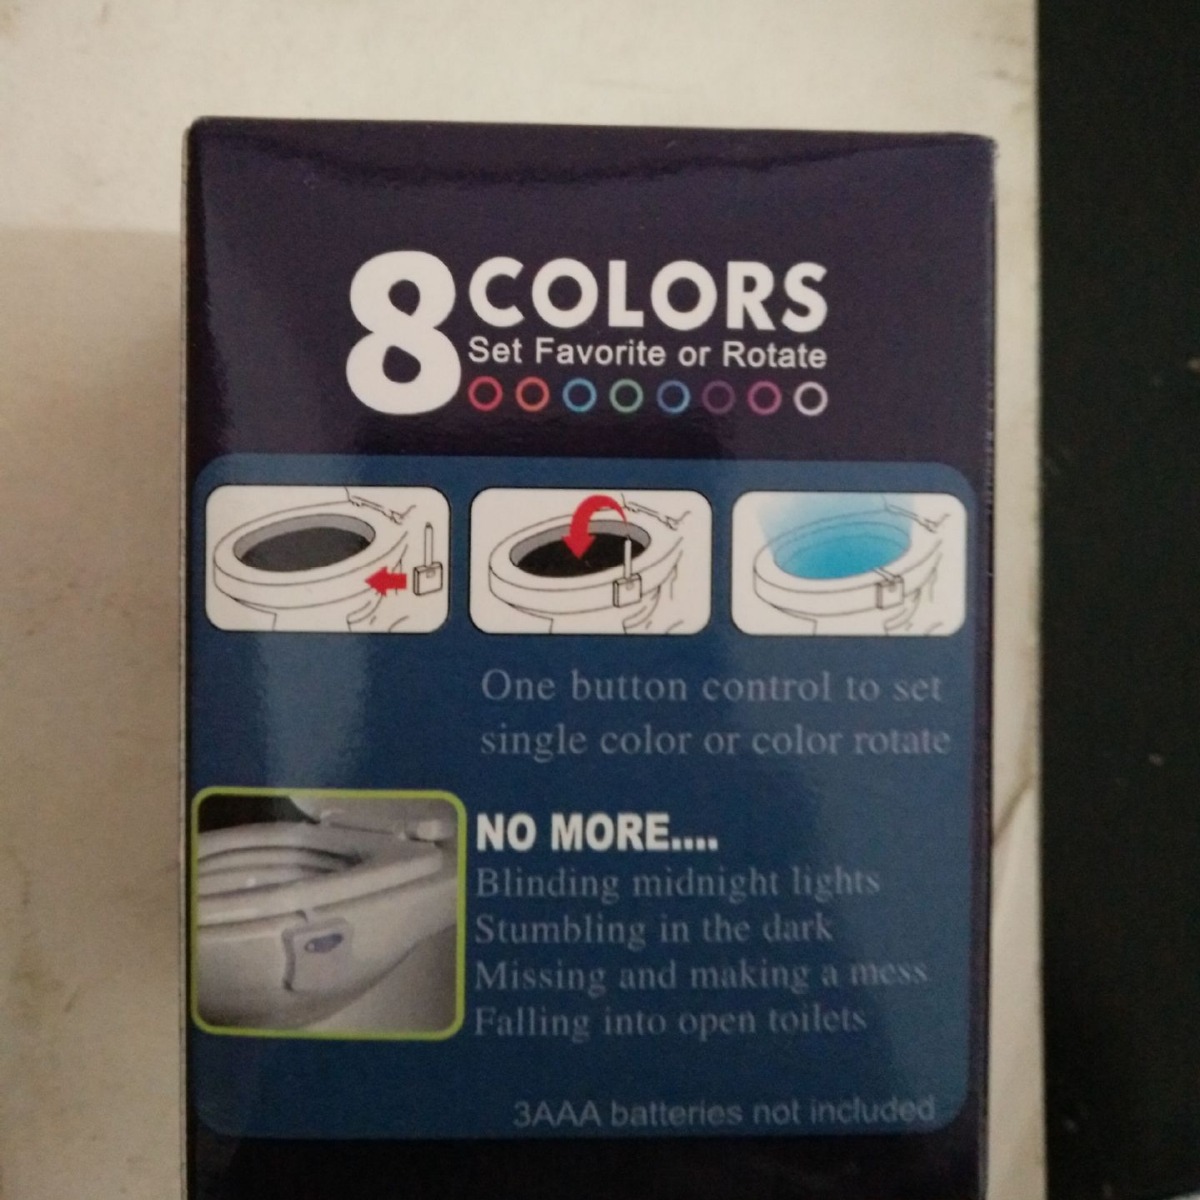 8 COLORS
Set Favorite or Rotate
One button control to set
single color or color rotate
NO MORE....
Blinding midnight lights
Stumbling in the dark
Missing and making a mess
Falling into open toilets
3AAA batteries not included